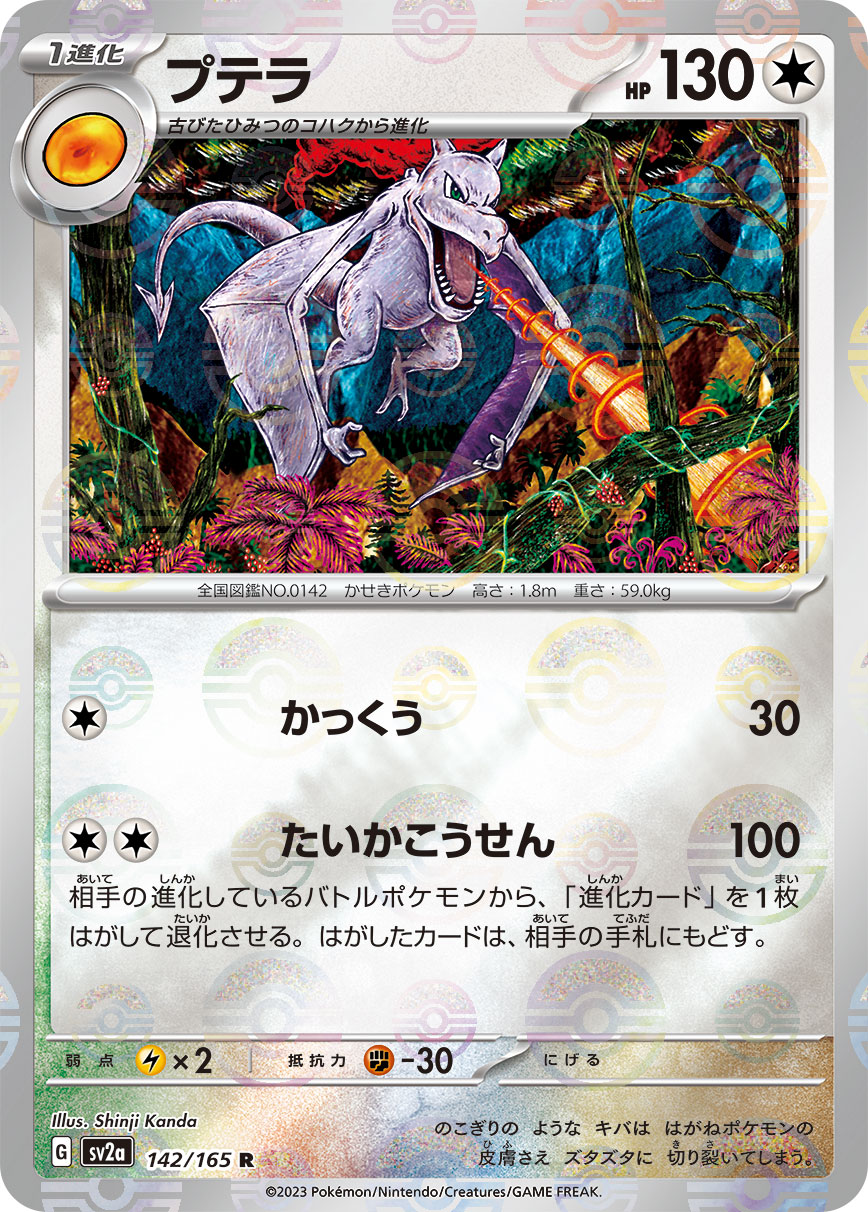 1進化
プテラ
HP 130
古びたひみつのコハクから進化
全国図鑑NO.0142 かせきポケモン 高さ：1.8m 重さ：59.0kg
かっくう 30
たいかこうせん 100
相手の進化しているバトルポケモンから、「進化カード」を1枚
はがして退化させる。はがしたカードは、相手の手札にもどす。
弱点 ×2 抵抗力 -30 にげる
Illus. Shinji Kanda
G sv2a 142/165 R
のこぎりの ような キバは はがねポケモンの
皮膚さえ ズタズタに 切り裂いてしまう。
©2023 Pokémon/Nintendo/Creatures/GAME FREAK.